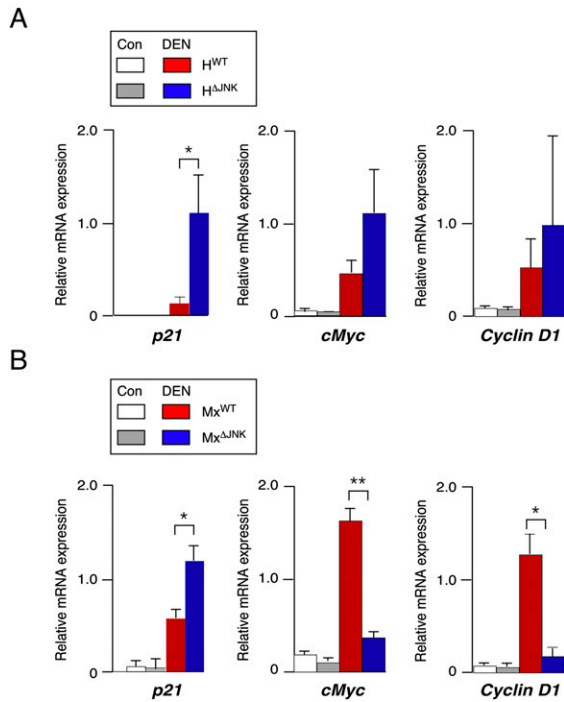 A
Con DEN
H^WT
H^ΔJNK
Relative mRNA expression
2.0
1.0
0
*
p21
Relative mRNA expression
2.0
1.0
0
cMyc
Relative mRNA expression
2.0
1.0
0
Cyclin D1
B
Con DEN
Mx^WT
Mx^ΔJNK
Relative mRNA expression
2.0
1.0
0
*
p21
Relative mRNA expression
2.0
1.0
0
**
cMyc
Relative mRNA expression
2.0
1.0
0
*
Cyclin D1